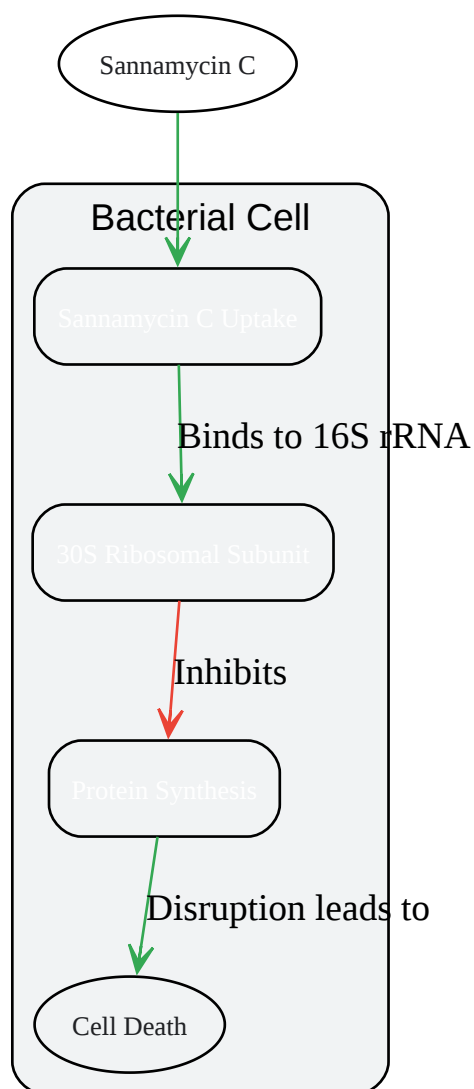 Sannamycin C
Bacterial Cell
Sannamycin C Uptake
Binds to 16S rRNA
30S Ribosomal Subunit
Inhibits
Protein Synthesis
Disruption leads to
Cell Death